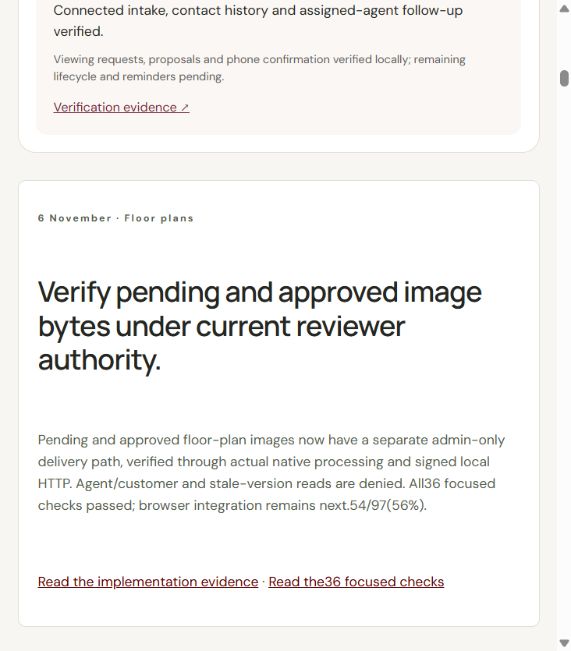 Connected intake, contact history and assigned-agent follow-up
verified.
Viewing requests, proposals and phone confirmation verified locally; remaining
lifecycle and reminders pending.
Verification evidence ↗
6 November · Floor plans
Verify pending and approved image
bytes under current reviewer
authority.
Pending and approved floor-plan images now have a separate admin-only
delivery path, verified through actual native processing and signed local
HTTP. Agent/customer and stale-version reads are denied. All36 focused
checks passed; browser integration remains next.54/97(56%).
Read the implementation evidence · Read the36 focused checks